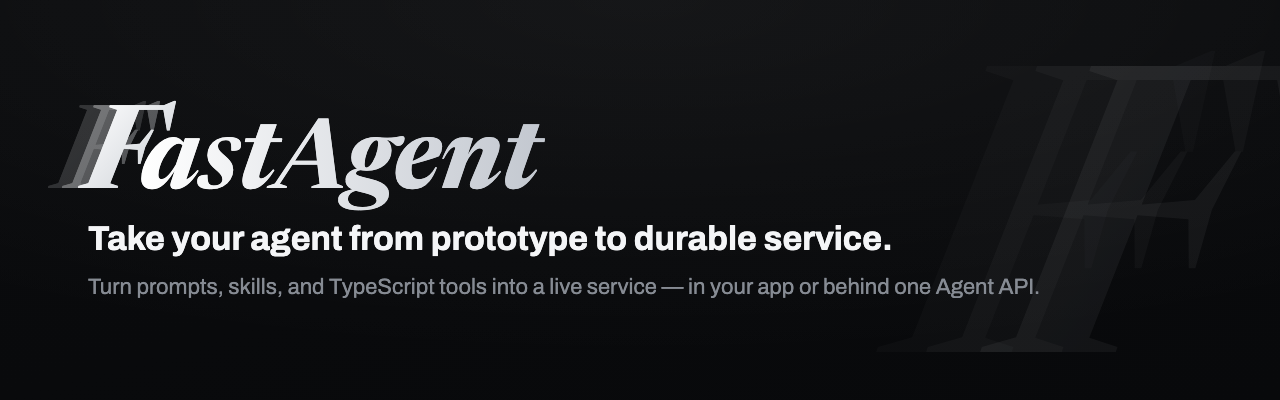 FastAgent
Take your agent from prototype to durable service.
Turn prompts, skills, and TypeScript tools into a live service — in your app or behind one Agent API.